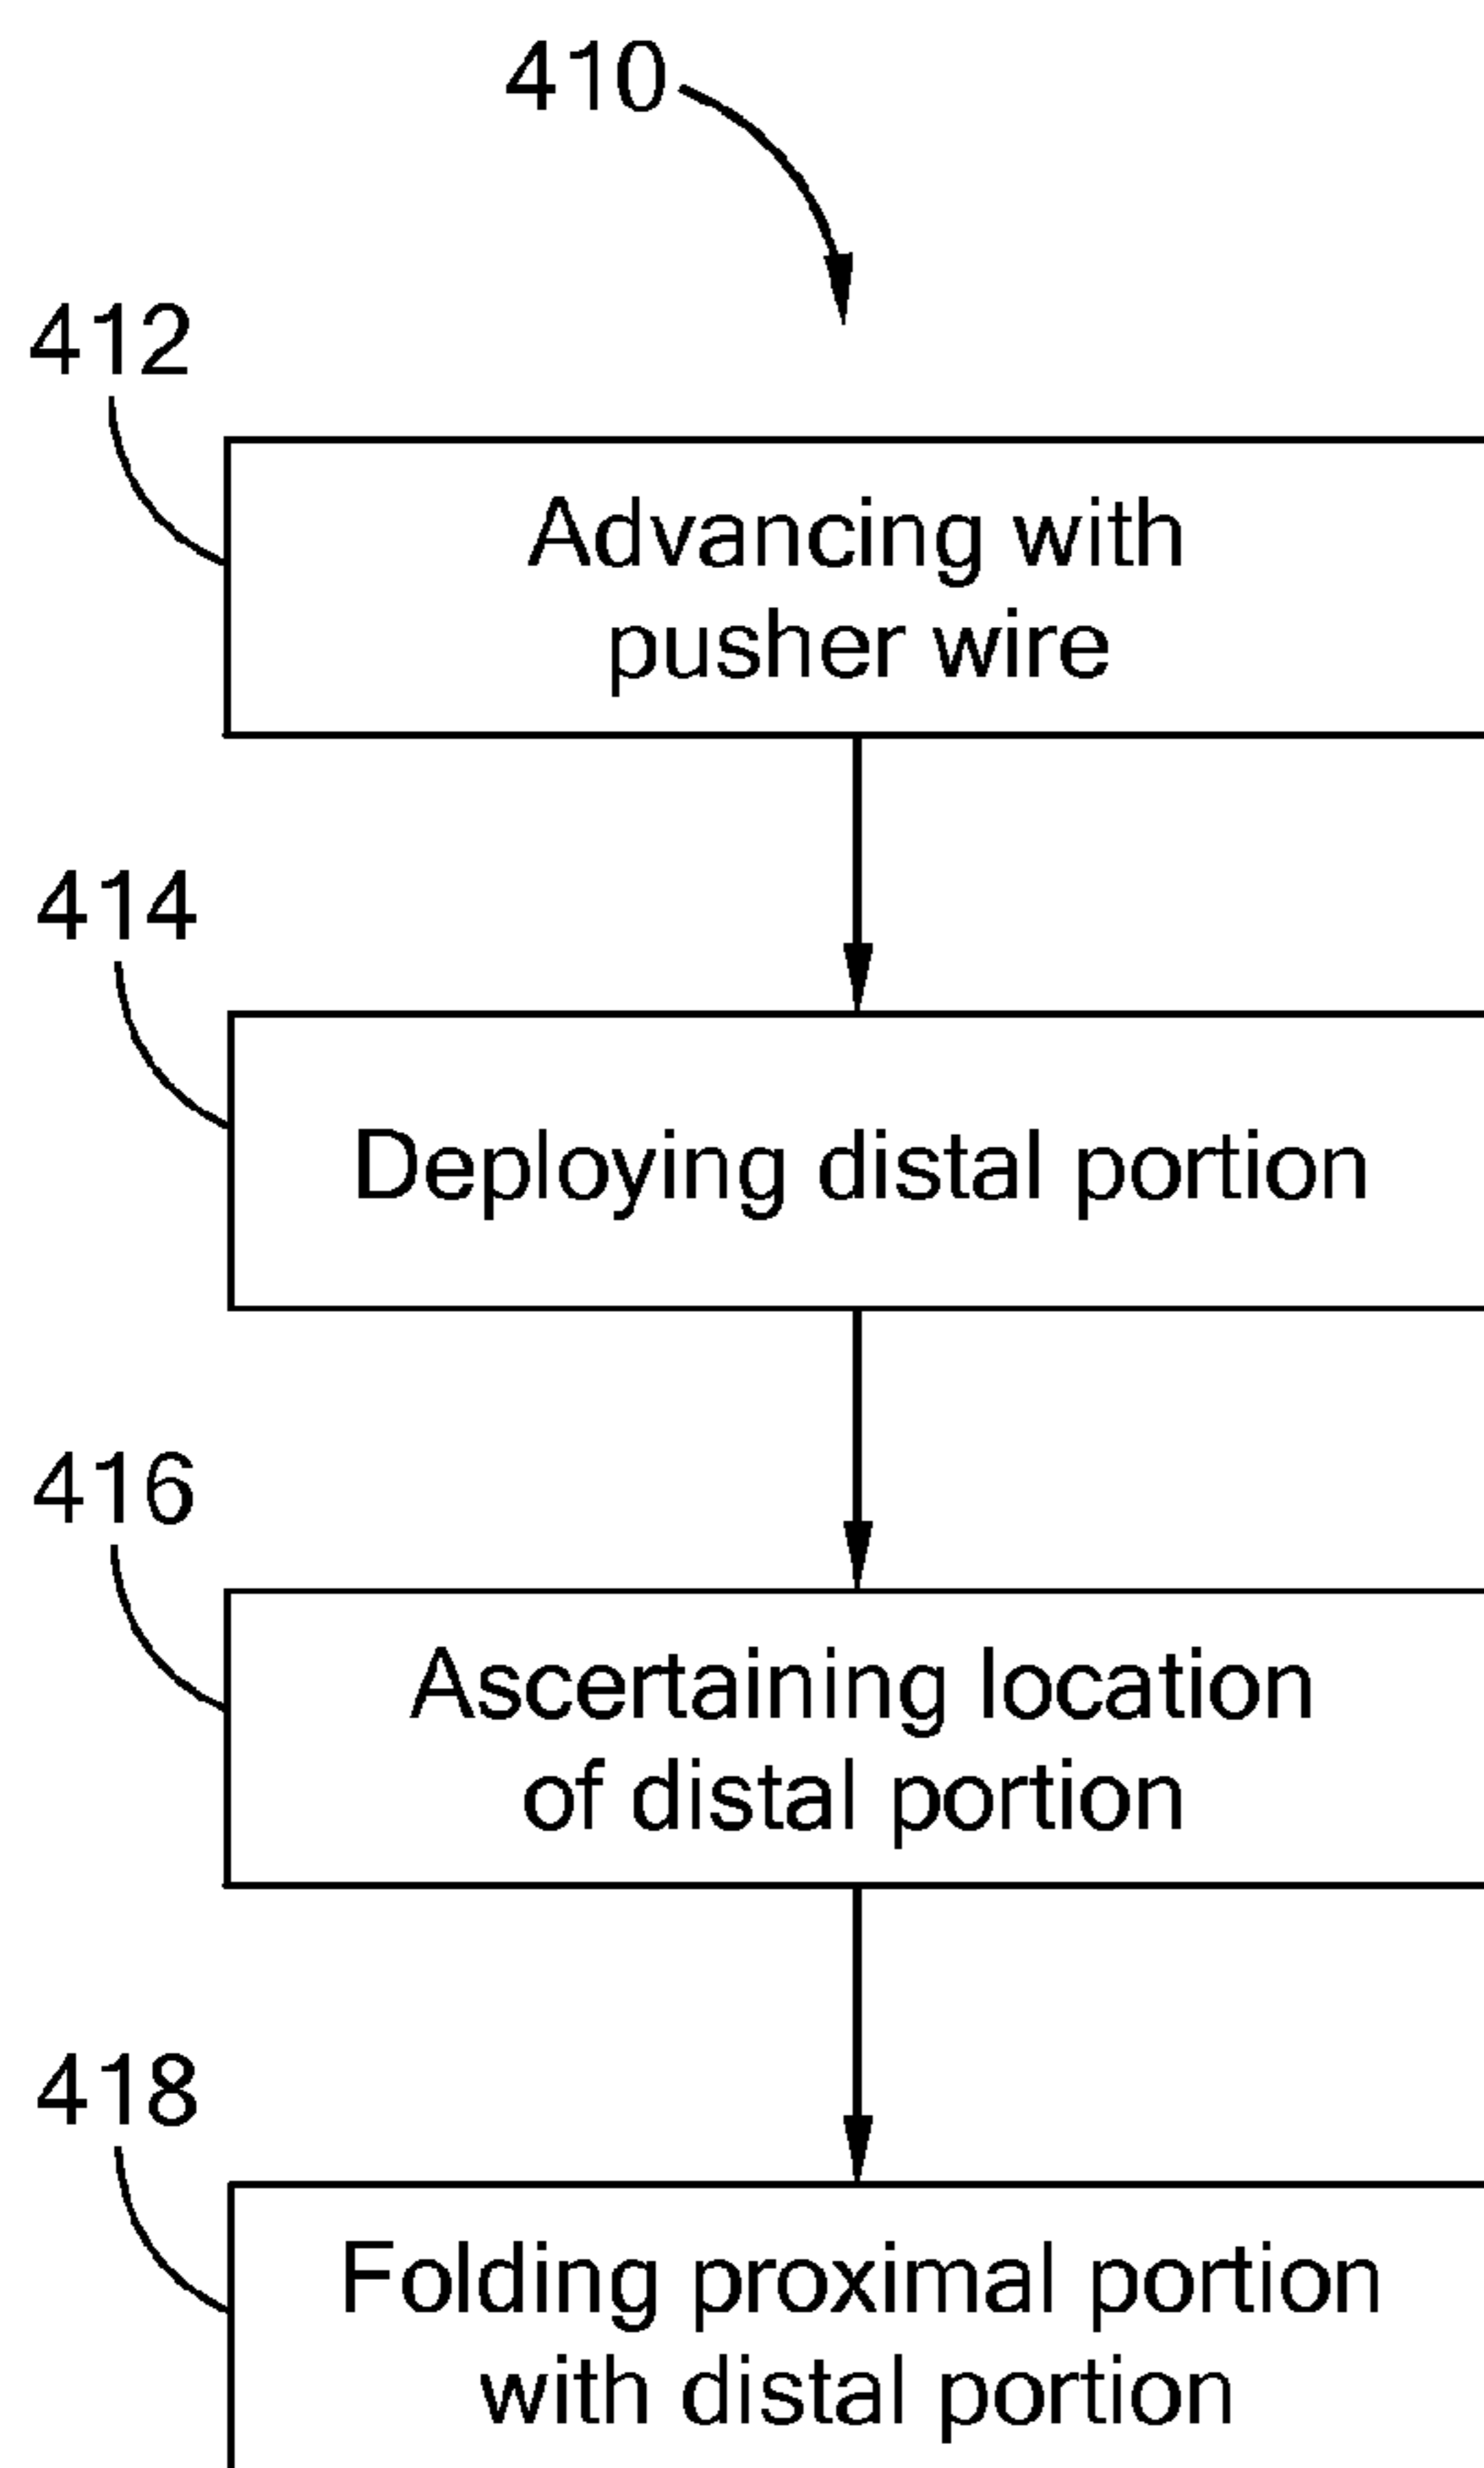 410
412
Advancing with
pusher wire
414
Deploying distal portion
416
Ascertaining location
of distal portion
418
Folding proximal portion
with distal portion